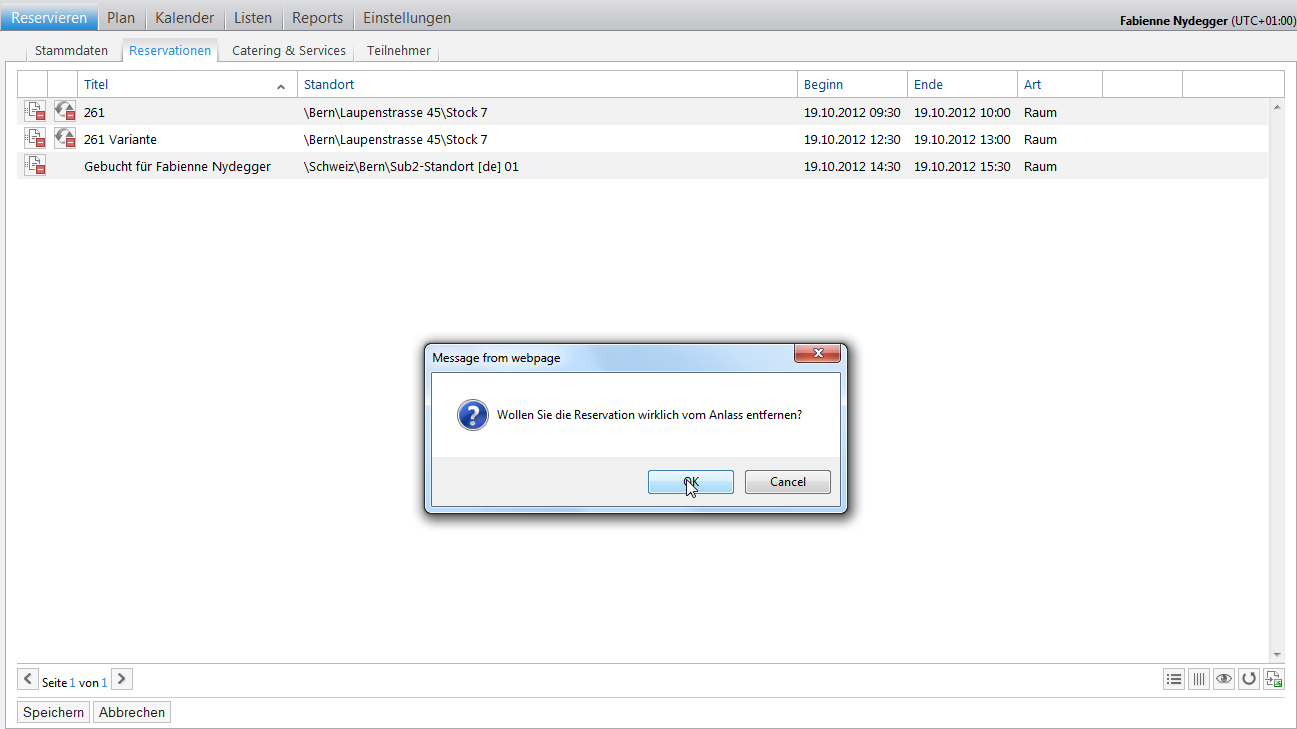 Reservieren Plan Kalender Listen Reports Einstellungen Fabienne Nydegger (UTC+01:00)
Stammdaten Reservationen Catering & Services Teilnehmer
Titel Standort Beginn Ende Art
261 \Bern\Laupenstrasse 45\Stock 7 19.10.2012 09:30 19.10.2012 10:00 Raum
261 Variante \Bern\Laupenstrasse 45\Stock 7 19.10.2012 12:30 19.10.2012 13:00 Raum
Gebucht für Fabienne Nydegger \Schweiz\Bern\Sub2-Standort [de] 01 19.10.2012 14:30 19.10.2012 15:30 Raum
Message from webpage
Wollen Sie die Reservation wirklich vom Anlass entfernen?
OK Cancel
Seite 1 von 1
Speichern Abbrechen